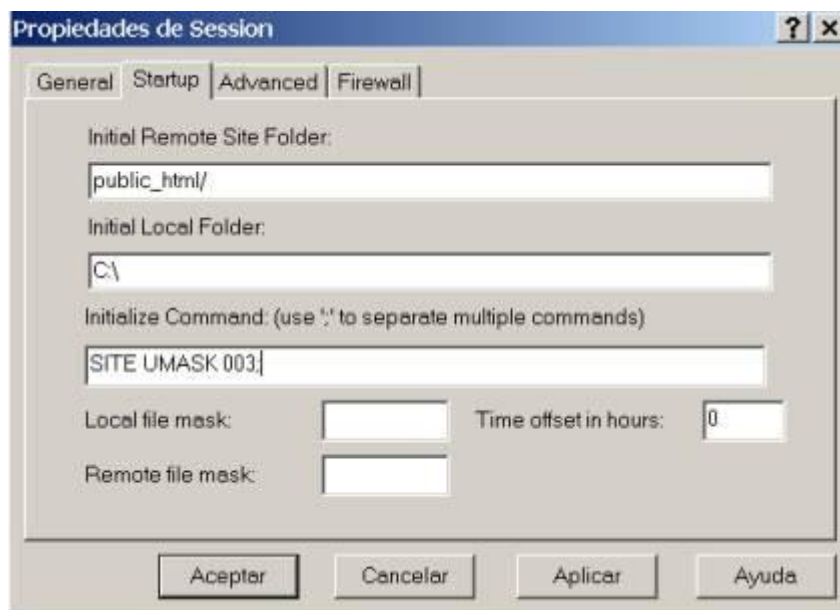 Propiedades de Session
General Startup Advanced Firewall
Initial Remote Site Folder:
public_html/
Initial Local Folder:
C:\
Initialize Command: (use ';' to separate multiple commands)
SITE UMASK 003;
Local file mask: Time offset in hours: 0
Remote file mask:
Aceptar Cancelar Aplicar Ayuda